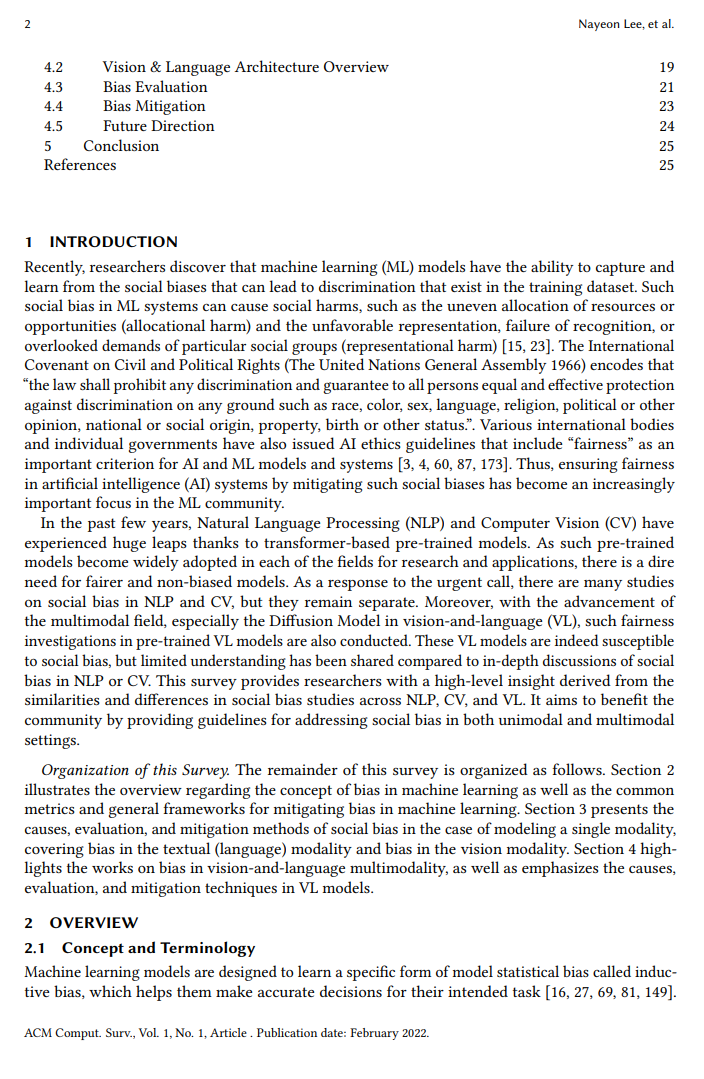 2 Nayeon Lee, et al.
4.2 Vision & Language Architecture Overview 19
4.3 Bias Evaluation 21
4.4 Bias Mitigation 23
4.5 Future Direction 24
5 Conclusion 25
References 25
1 INTRODUCTION
Recently, researchers discover that machine learning (ML) models have the ability to capture and
learn from the social biases that can lead to discrimination that exist in the training dataset. Such
social bias in ML systems can cause social harms, such as the uneven allocation of resources or
opportunities (allocational harm) and the unfavorable representation, failure of recognition, or
overlooked demands of particular social groups (representational harm) [15, 23]. The International
Covenant on Civil and Political Rights (The United Nations General Assembly 1966) encodes that
“the law shall prohibit any discrimination and guarantee to all persons equal and effective protection
against discrimination on any ground such as race, color, sex, language, religion, political or other
opinion, national or social origin, property, birth or other status.”. Various international bodies
and individual governments have also issued AI ethics guidelines that include “fairness” as an
important criterion for AI and ML models and systems [3, 4, 60, 87, 173]. Thus, ensuring fairness
in artificial intelligence (AI) systems by mitigating such social biases has become an increasingly
important focus in the ML community.
In the past few years, Natural Language Processing (NLP) and Computer Vision (CV) have
experienced huge leaps thanks to transformer-based pre-trained models. As such pre-trained
models become widely adopted in each of the fields for research and applications, there is a dire
need for fairer and non-biased models. As a response to the urgent call, there are many studies
on social bias in NLP and CV, but they remain separate. Moreover, with the advancement of
the multimodal field, especially the Diffusion Model in vision-and-language (VL), such fairness
investigations in pre-trained VL models are also conducted. These VL models are indeed susceptible
to social bias, but limited understanding has been shared compared to in-depth discussions of social
bias in NLP or CV. This survey provides researchers with a high-level insight derived from the
similarities and differences in social bias studies across NLP, CV, and VL. It aims to benefit the
community by providing guidelines for addressing social bias in both unimodal and multimodal
settings.
Organization of this Survey. The remainder of this survey is organized as follows. Section 2
illustrates the overview regarding the concept of bias in machine learning as well as the common
metrics and general frameworks for mitigating bias in machine learning. Section 3 presents the
causes, evaluation, and mitigation methods of social bias in the case of modeling a single modality,
covering bias in the textual (language) modality and bias in the vision modality. Section 4 high-
lights the works on bias in vision-and-language multimodality, as well as emphasizes the causes,
evaluation, and mitigation techniques in VL models.
2 OVERVIEW
2.1 Concept and Terminology
Machine learning models are designed to learn a specific form of model statistical bias called induc-
tive bias, which helps them make accurate decisions for their intended task [16, 27, 69, 81, 149].
ACM Comput. Surv., Vol. 1, No. 1, Article . Publication date: February 2022.